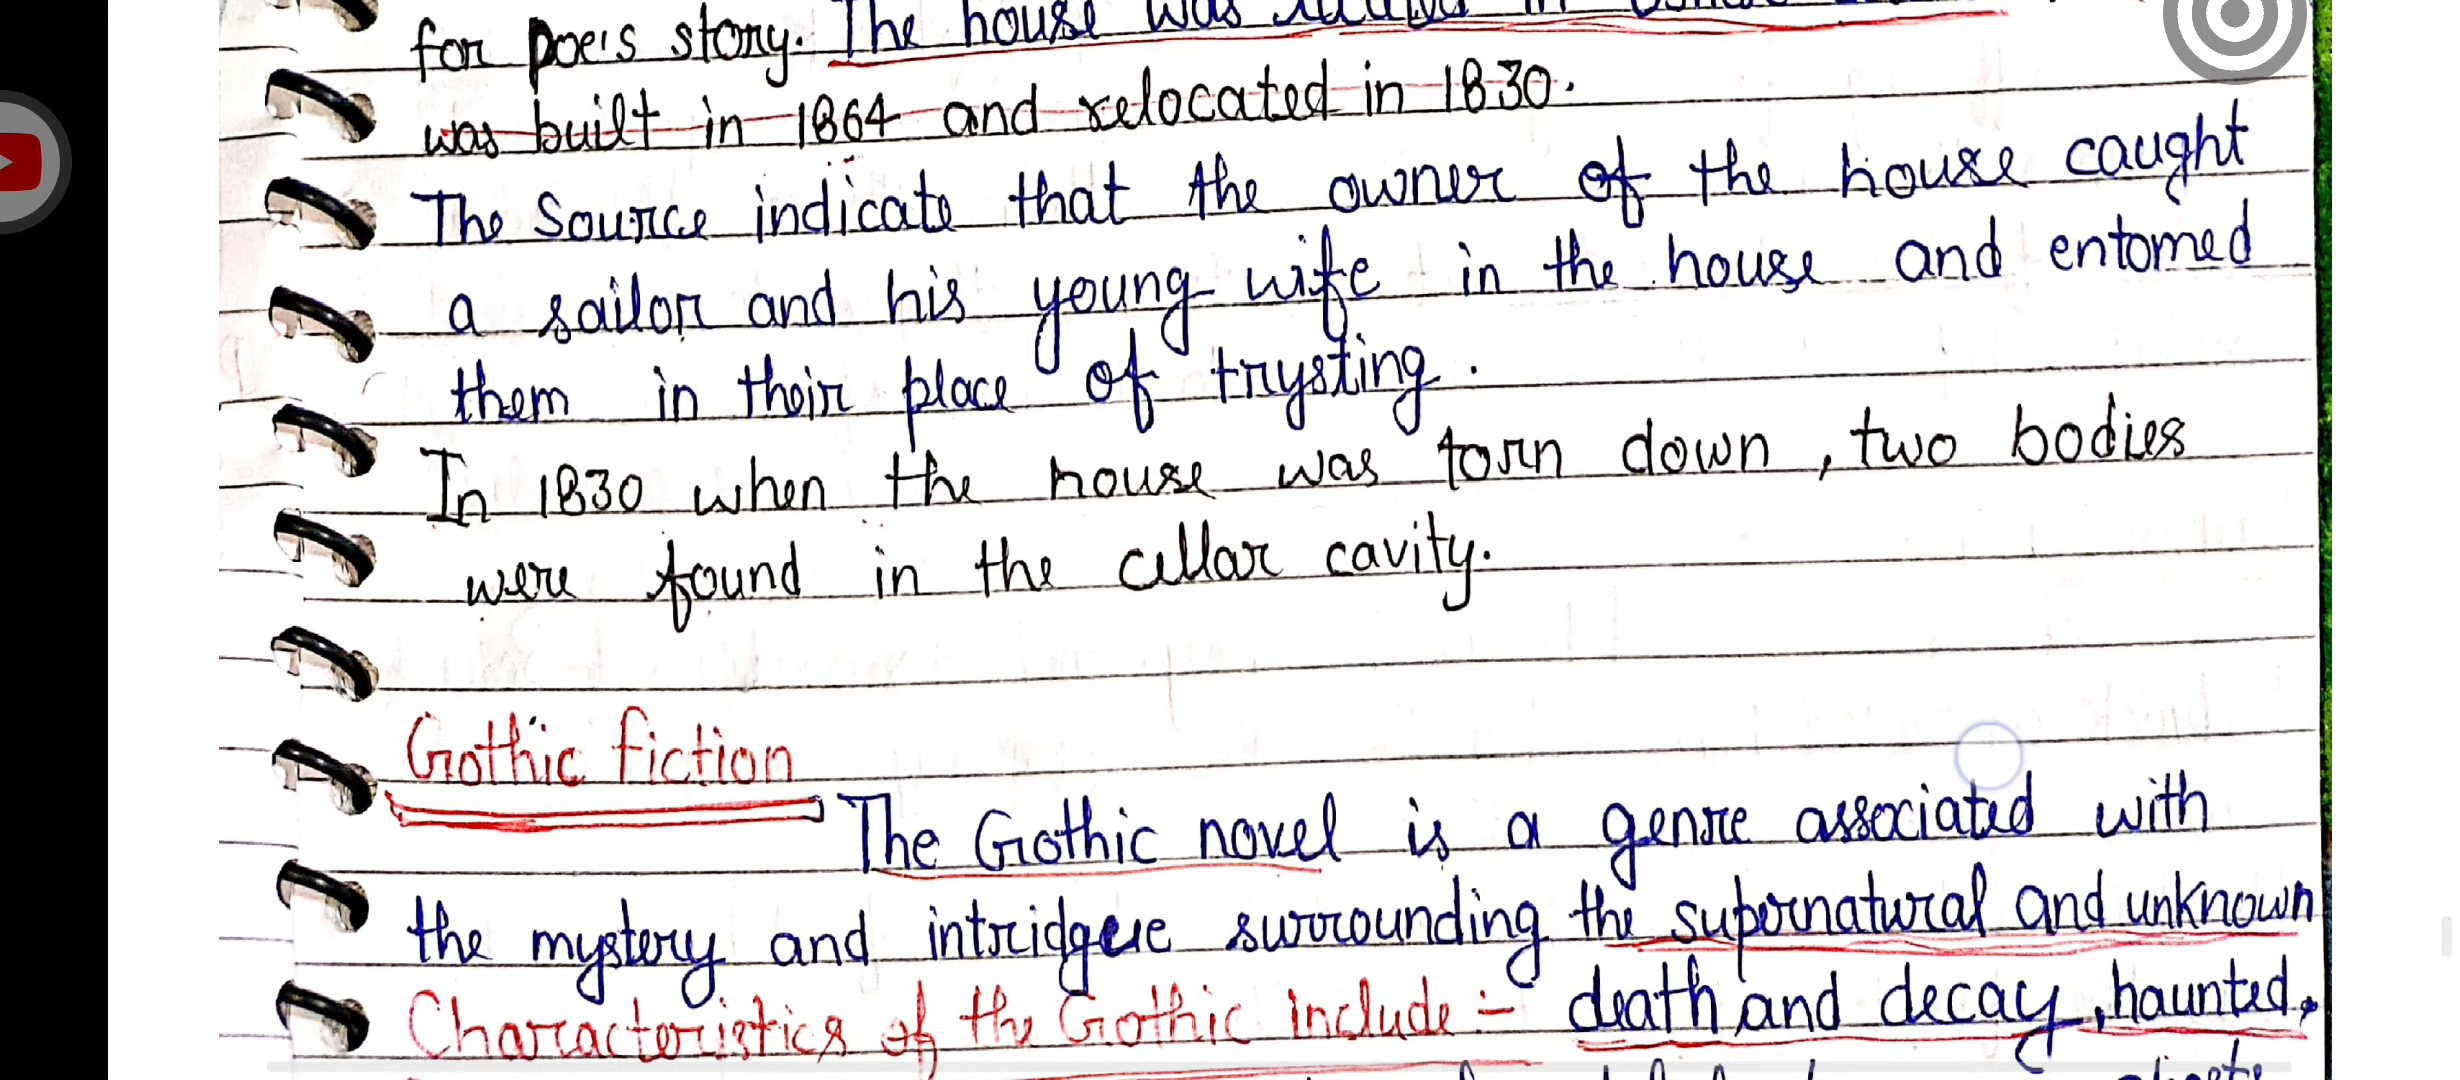 for poe's story. The house was located in
was built in 1864 and relocated in 1830.
The Source indicate that the owner of the house caught
a sailor and his young wife in the house and entomed
them in their place of trysting.
In 1830 when the house was torn down, two bodies
were found in the cellar cavity.
Gothic fiction
The Gothic novel is a genre associated with
the mystery and intridgeue surrounding the supernatural and unknown
Characteristics of the Gothic include :- death and decay, haunted